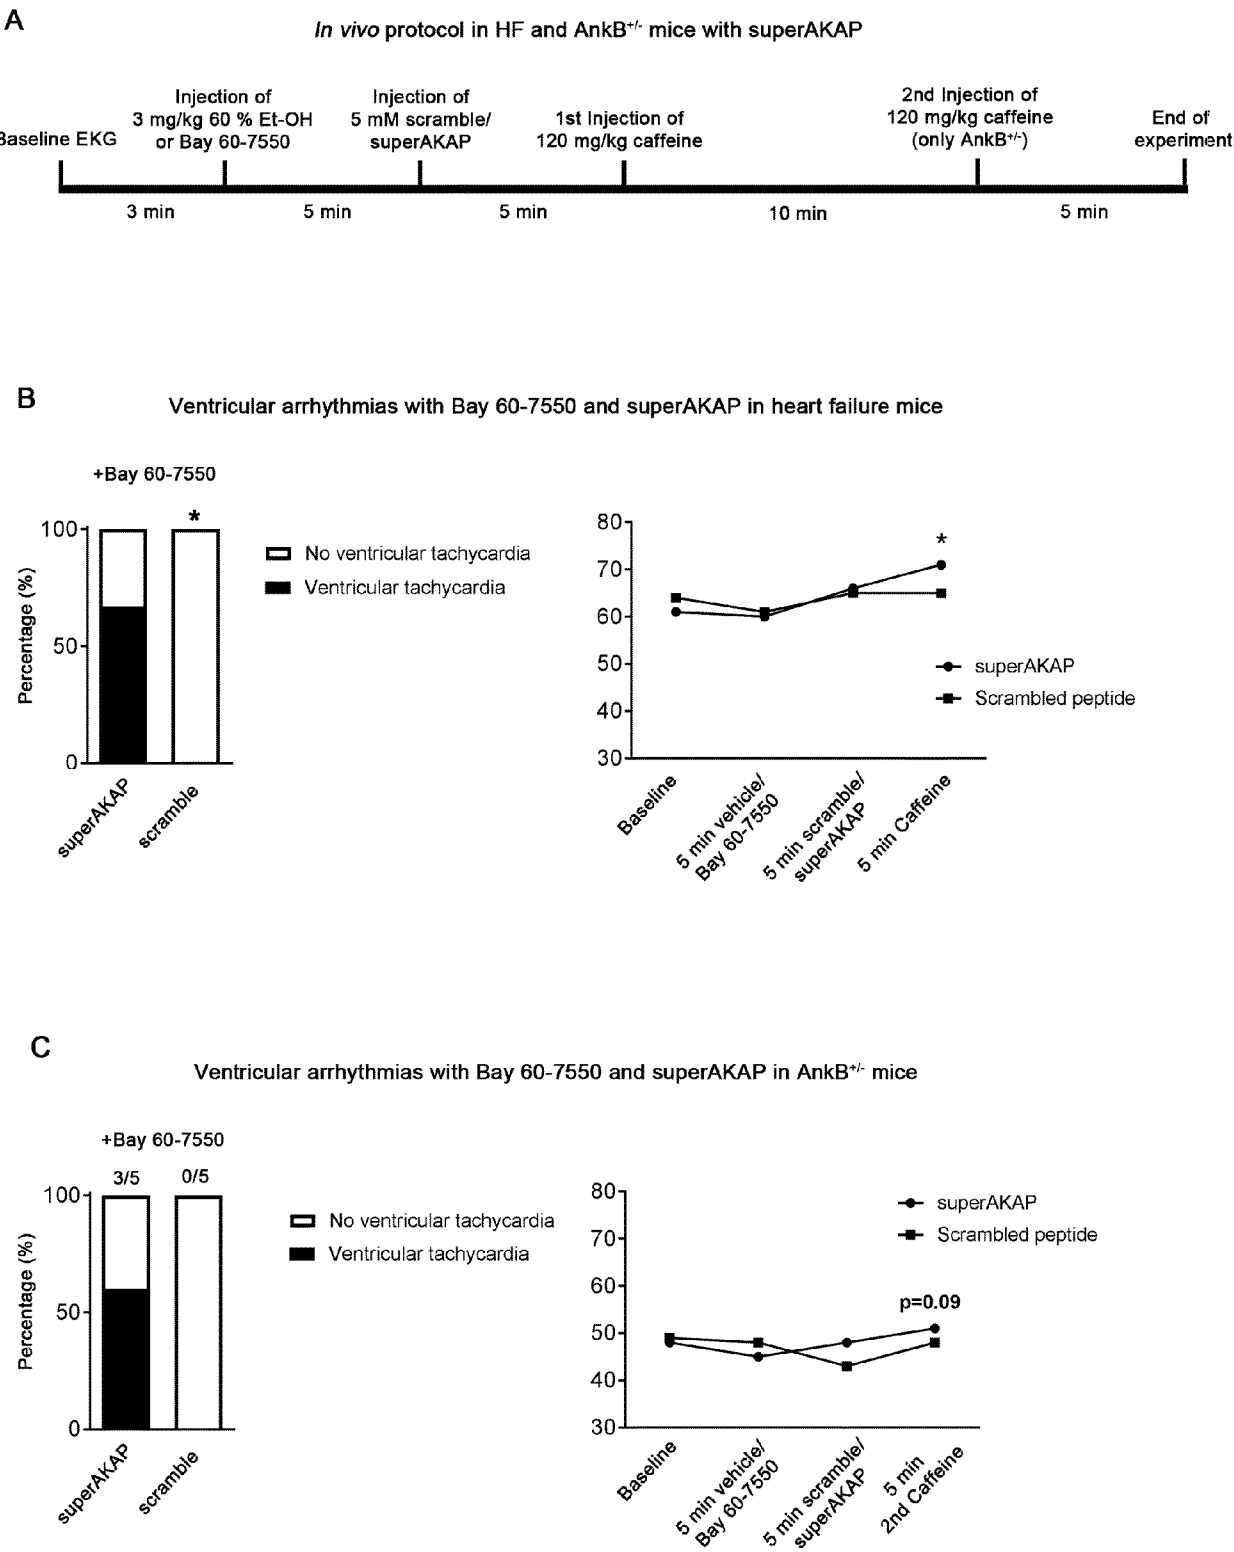 A
In vivo protocol in HF and AnkB+/- mice with superAKAP
Baseline EKG
Injection of
3 mg/kg 60 % Et-OH
or Bay 60-7550
Injection of
5 mM scramble/
superAKAP
1st Injection of
120 mg/kg caffeine
2nd Injection of
120 mg/kg caffeine
(only AnkB+/-)
End of
experiment
3 min
5 min
5 min
10 min
5 min
B
Ventricular arrhythmias with Bay 60-7550 and superAKAP in heart failure mice
+Bay 60-7550
*
Percentage (%)
100
50
0
superAKAP
scramble
No ventricular tachycardia
Ventricular tachycardia
80
70
60
50
40
30
*
superAKAP
Scrambled peptide
Baseline
5 min vehicle/
Bay 60-7550
5 min scramble/
superAKAP
5 min Caffeine
C
Ventricular arrhythmias with Bay 60-7550 and superAKAP in AnkB+/- mice
+Bay 60-7550
3/5
0/5
Percentage (%)
100
50
0
superAKAP
scramble
No ventricular tachycardia
Ventricular tachycardia
80
70
60
50
40
30
superAKAP
Scrambled peptide
p=0.09
Baseline
5 min vehicle/
Bay 60-7550
5 min scramble/
superAKAP
5 min
2nd Caffeine